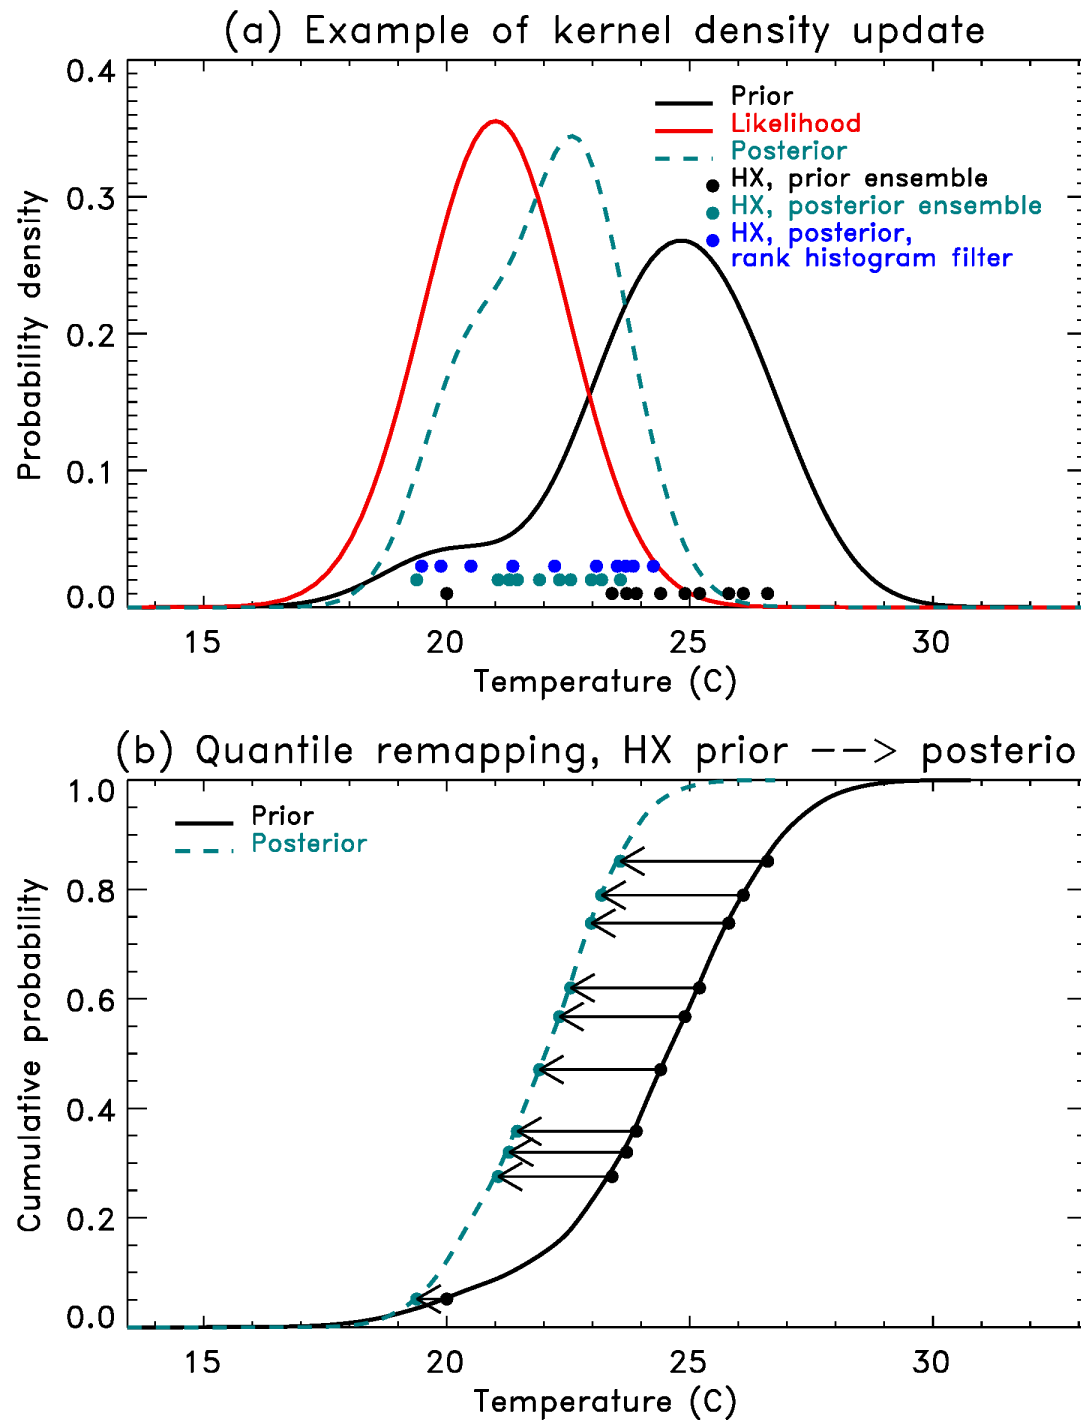 (a) Example of kernel density update
0.4
0.3
0.2
0.1
0.0
Probability density
Prior
Likelihood
Posterior
HX, prior ensemble
HX, posterior ensemble
HX, posterior,
rank histogram filter
15 20 25 30
Temperature (C)
(b) Quantile remapping, HX prior --> posterio
1.0
0.8
0.6
0.4
0.2
0.0
Cumulative probability
Prior
Posterior
15 20 25 30
Temperature (C)